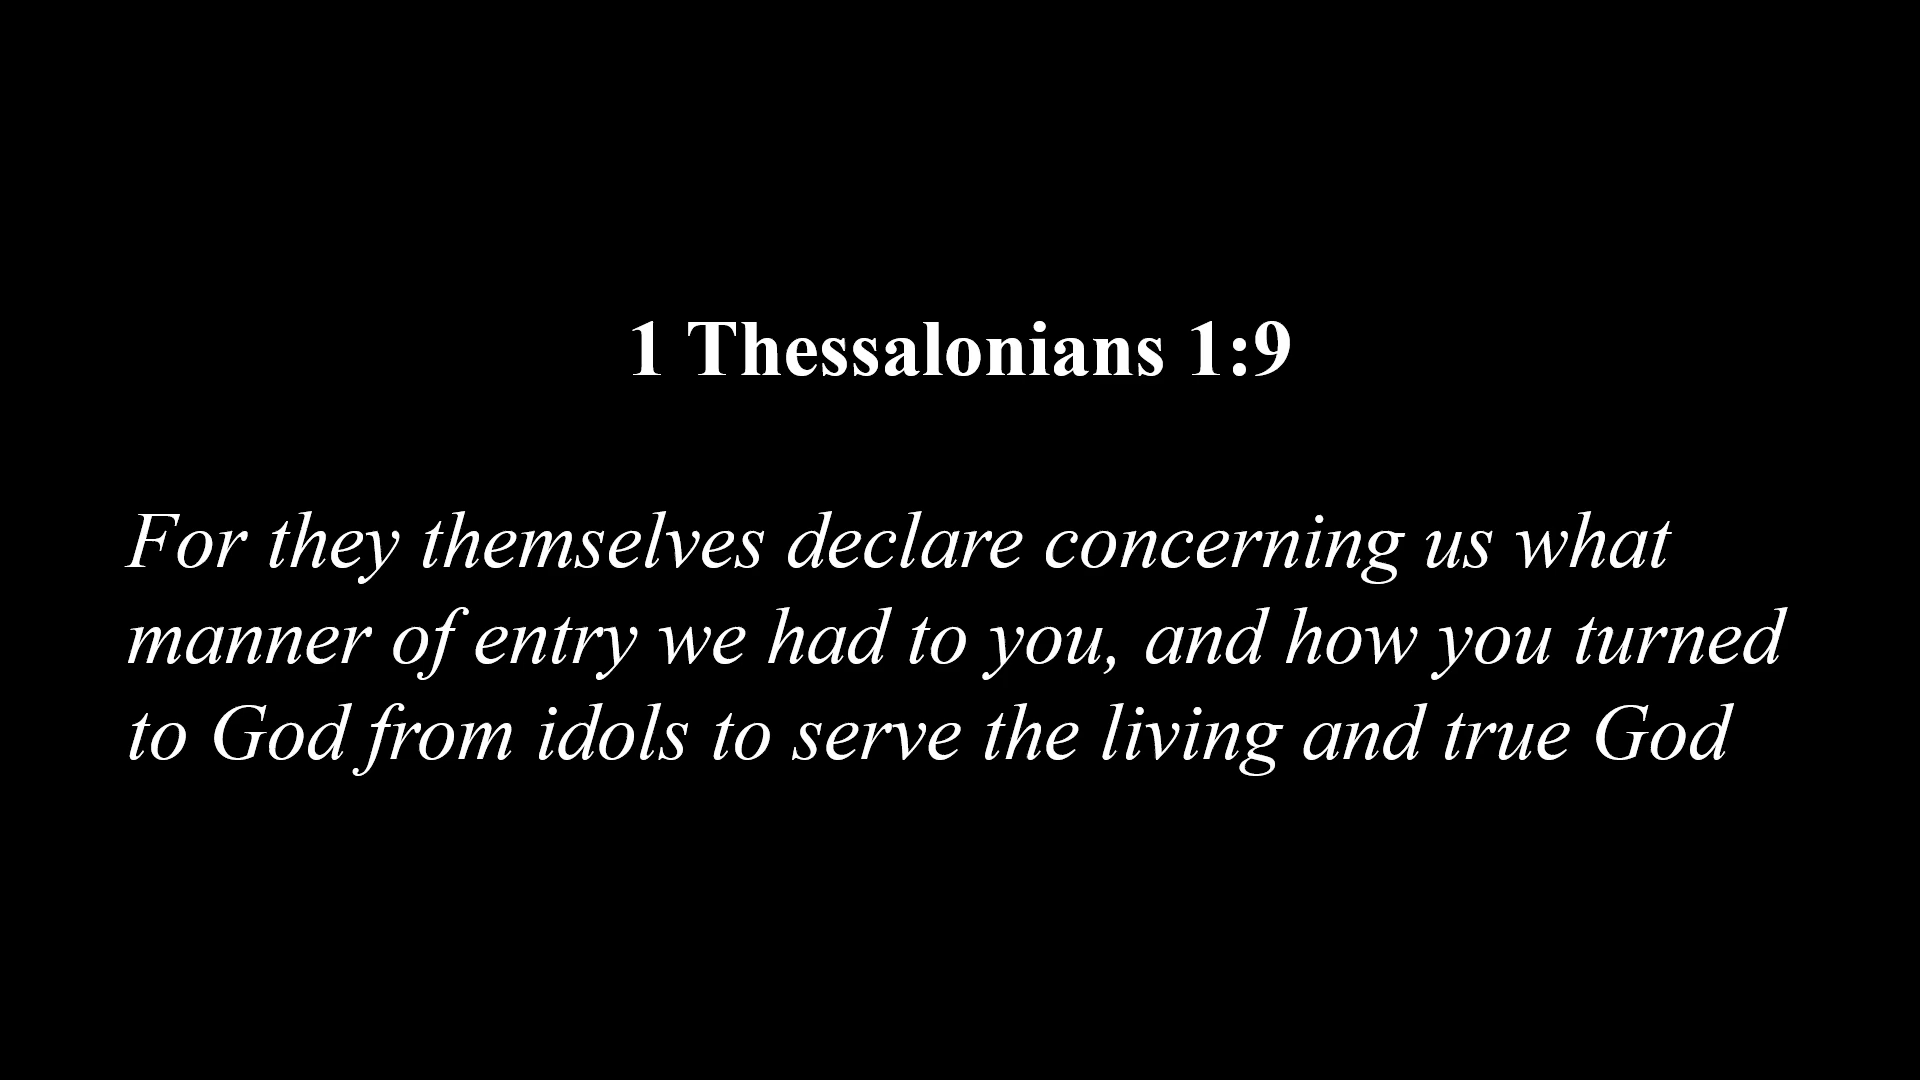 1 Thessalonians 1:9
For they themselves declare concerning us what
manner of entry we had to you, and how you turned
to God from idols to serve the living and true God